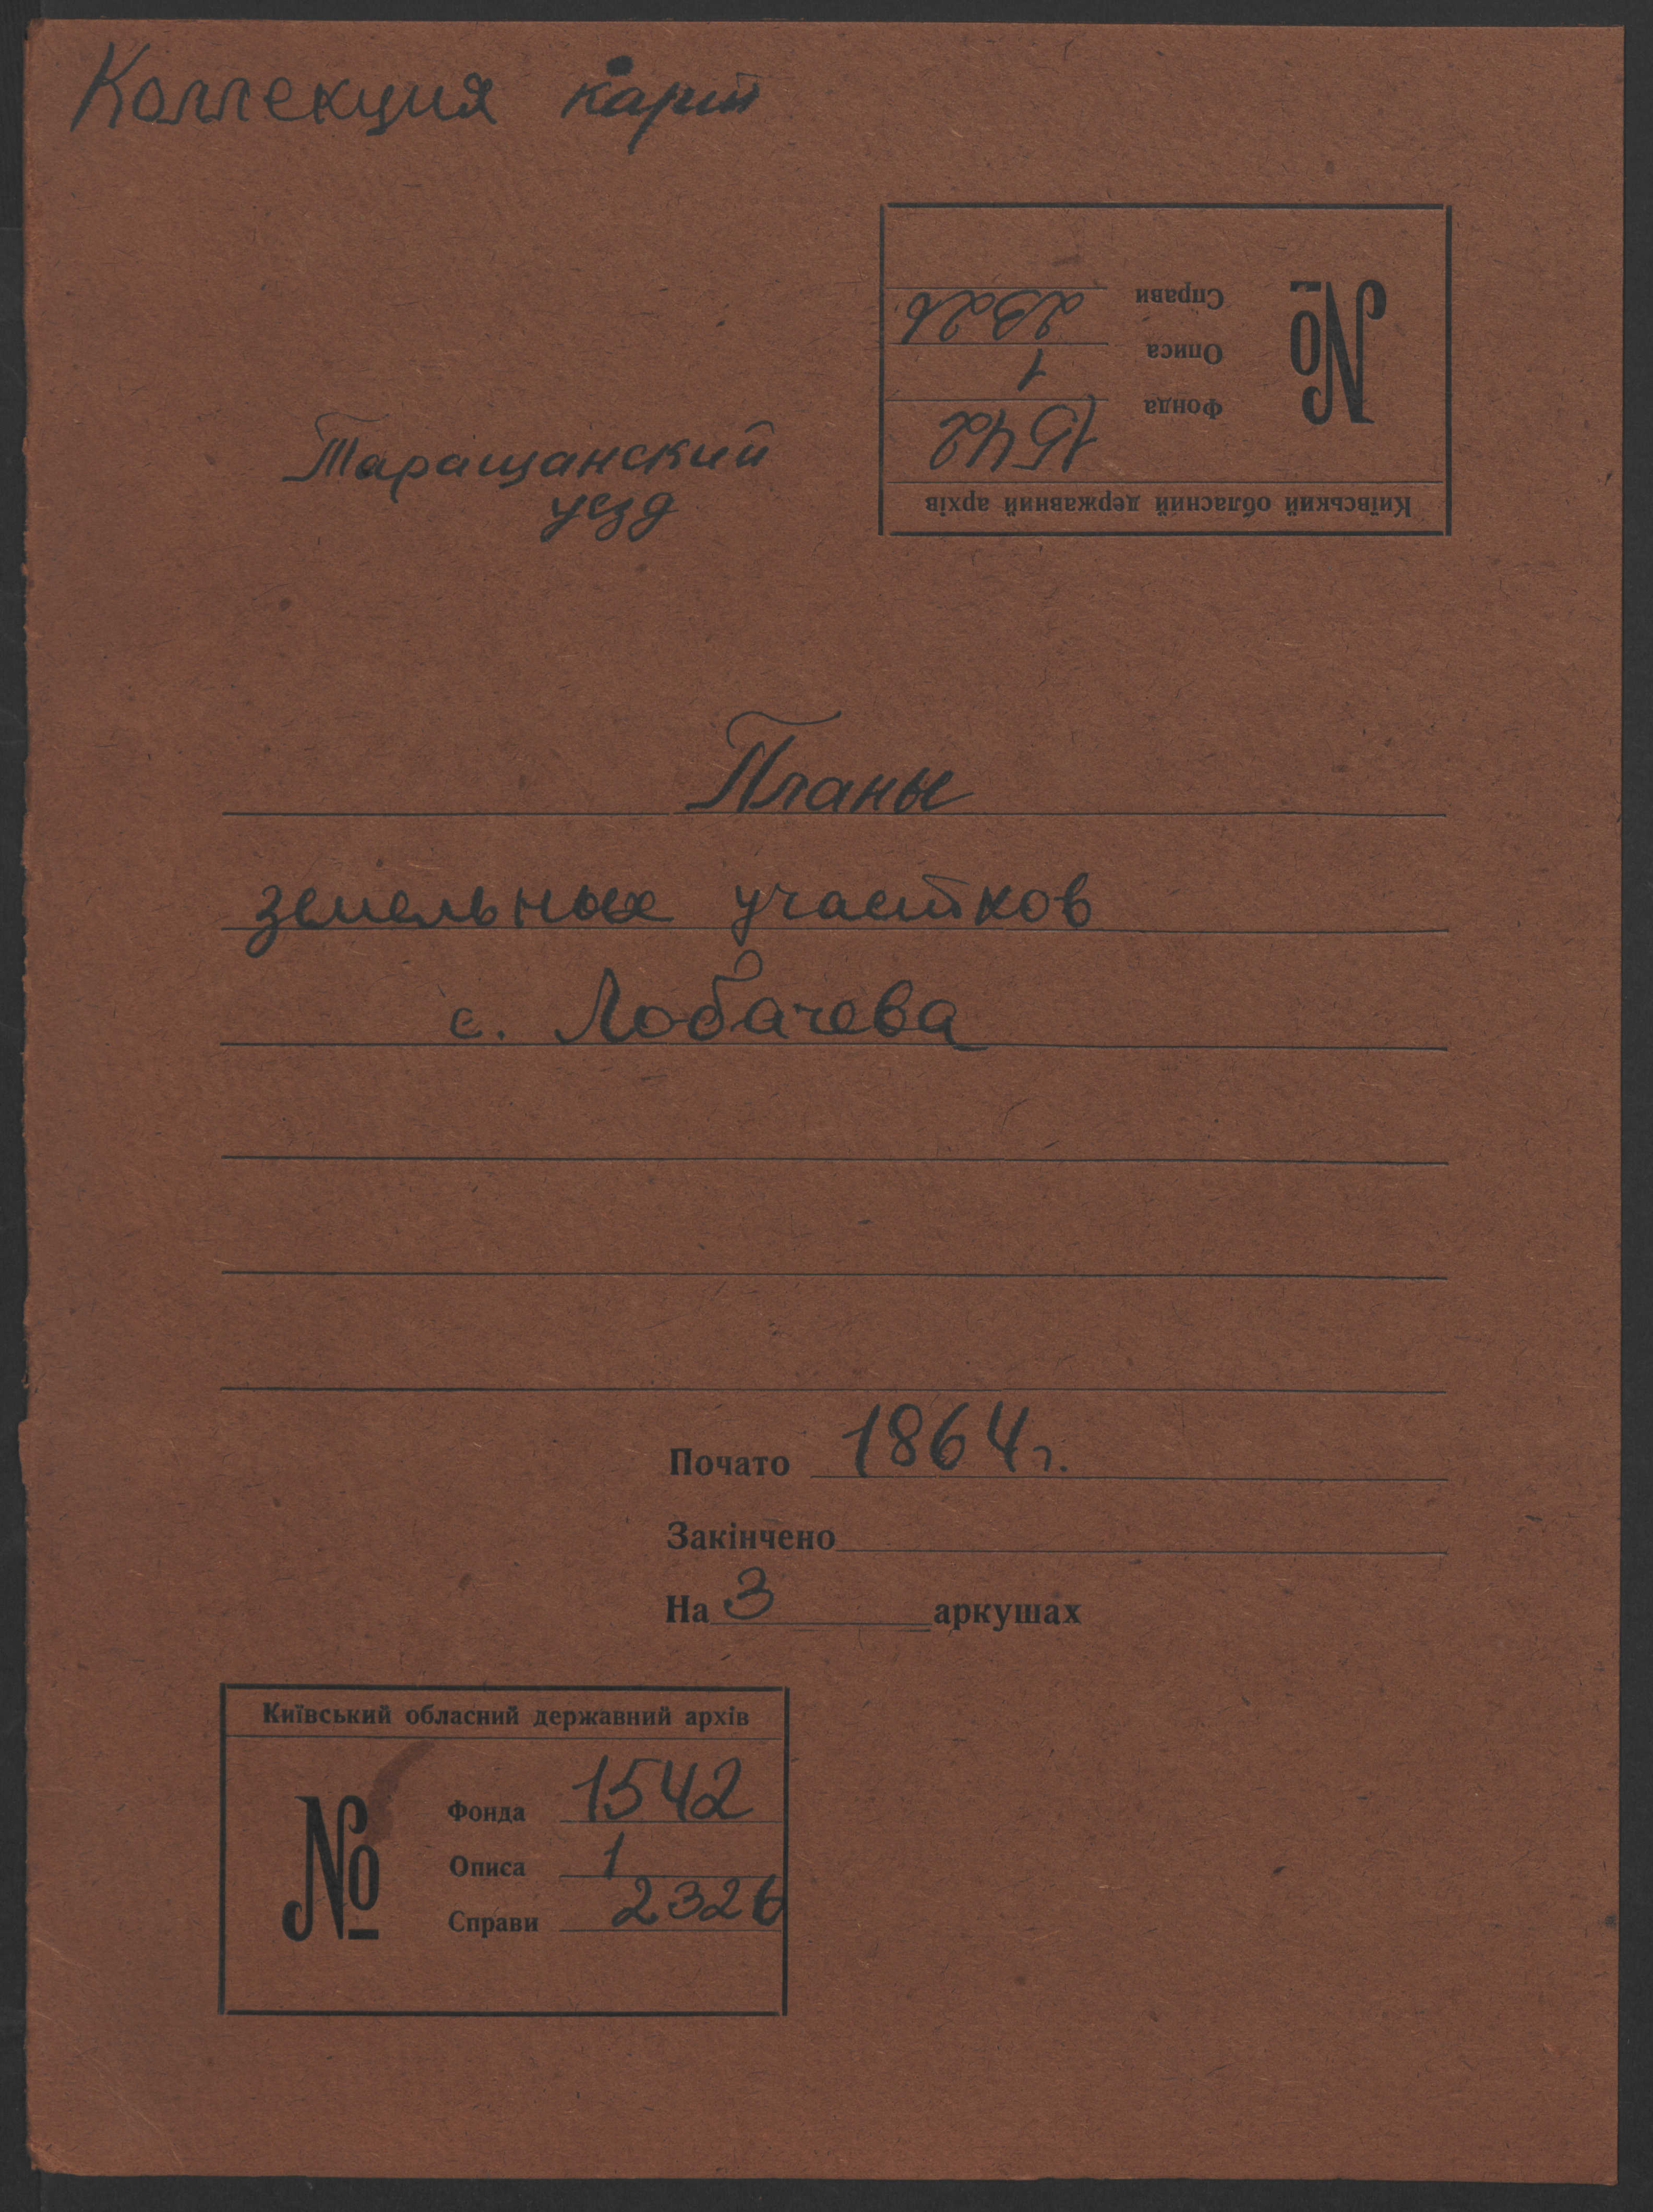 Коллекция карт
Справи 2326
Описа 1
№
Фонда 1542
Київський обласний державний архів
Таращанский
уезд
Планы
земельных участков
с. Лобачева
Почато 1864 г.
Закінчено
На 3 аркушах
Київський обласний державний архів
№
Фонда 1542
Описа 1
Справи 2326